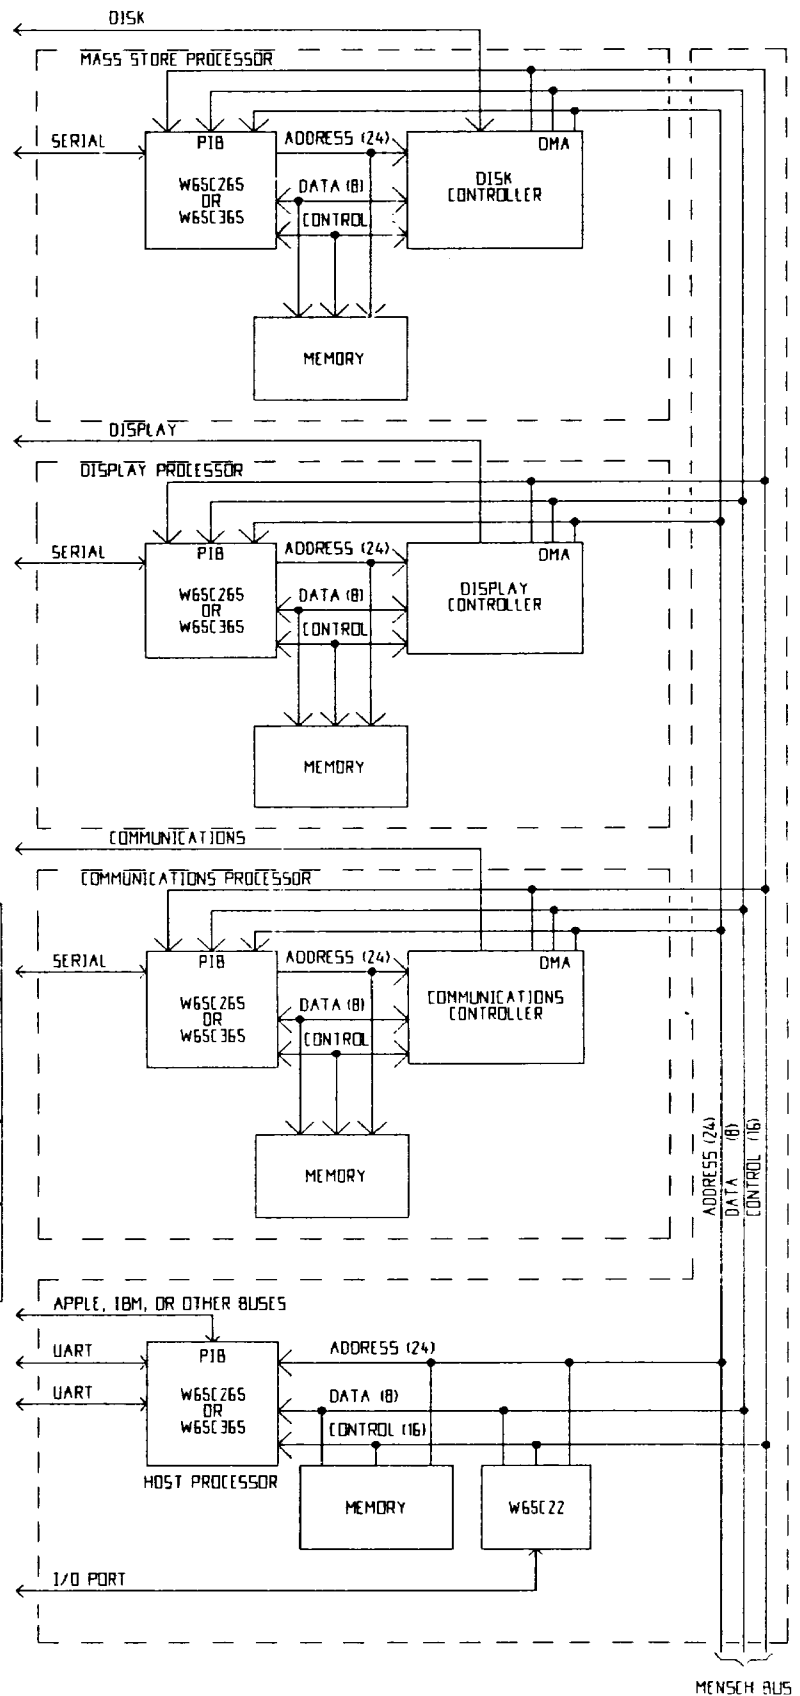 DISK
MASS STORE PROCESSOR
SERIAL
PIB
ADDRESS (24)
DMA
W65C265
OR
W65C365
DATA (8)
DISK
CONTROLLER
CONTROL
MEMORY
DISPLAY
DISPLAY PROCESSOR
SERIAL
PIB
ADDRESS (24)
DMA
W65C265
OR
W65C365
DATA (8)
DISPLAY
CONTROLLER
CONTROL
MEMORY
COMMUNICATIONS
COMMUNICATIONS PROCESSOR
SERIAL
PIB
ADDRESS (24)
DMA
W65C265
OR
W65C365
DATA (8)
COMMUNICATIONS
CONTROLLER
CONTROL
MEMORY
ADDRESS (24)
DATA (8)
CONTROL (16)
APPLE, IBM, OR OTHER BUSES
UART
PIB
ADDRESS (24)
UART
W65C265
OR
W65C365
DATA (8)
CONTROL (16)
HOST PROCESSOR
MEMORY
W65C22
I/O PORT
MENSCH BUS